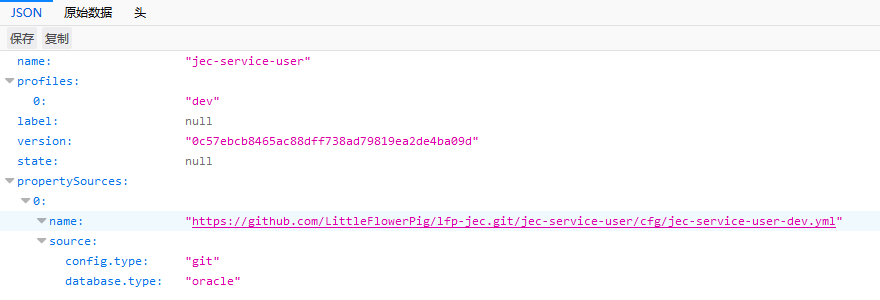 JSON 原始数据 头
保存 复制
name: "jec-service-user"
profiles:
0: "dev"
label: null
version: "0c57ebcb8465ac88dff738ad79819ea2de4ba09d"
state: null
propertySources:
0:
name: "https://github.com/LittleFlowerPig/lfp-jec.git/jec-service-user/cfg/jec-service-user-dev.yml"
source:
config.type: "git"
database.type: "oracle"